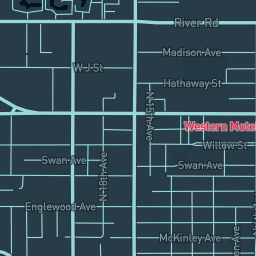 River Rd
Madison Ave
W J St
Hathaway St
N 15th Ave
Western Mote
Willow St
Swan Ave
Swan Ave
N 18th Ave
Englewood Ave
McKinley Ave